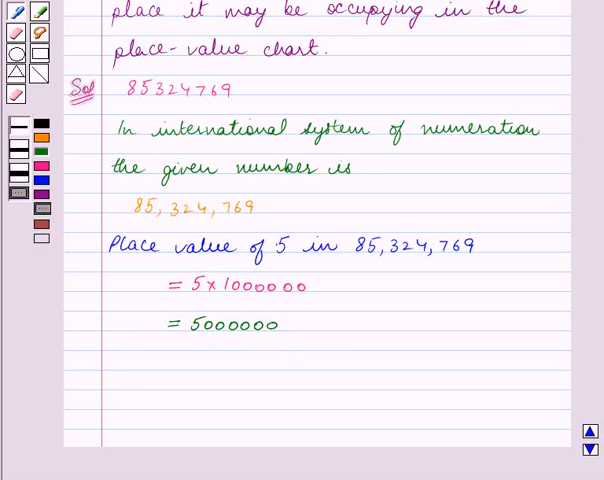 place it may be occupying in the
place-value chart.
Sol 85324769
In international system of numeration
the given number is
85, 324, 769
Place value of 5 in 85,324,769
= 5 × 1000000
= 5000000